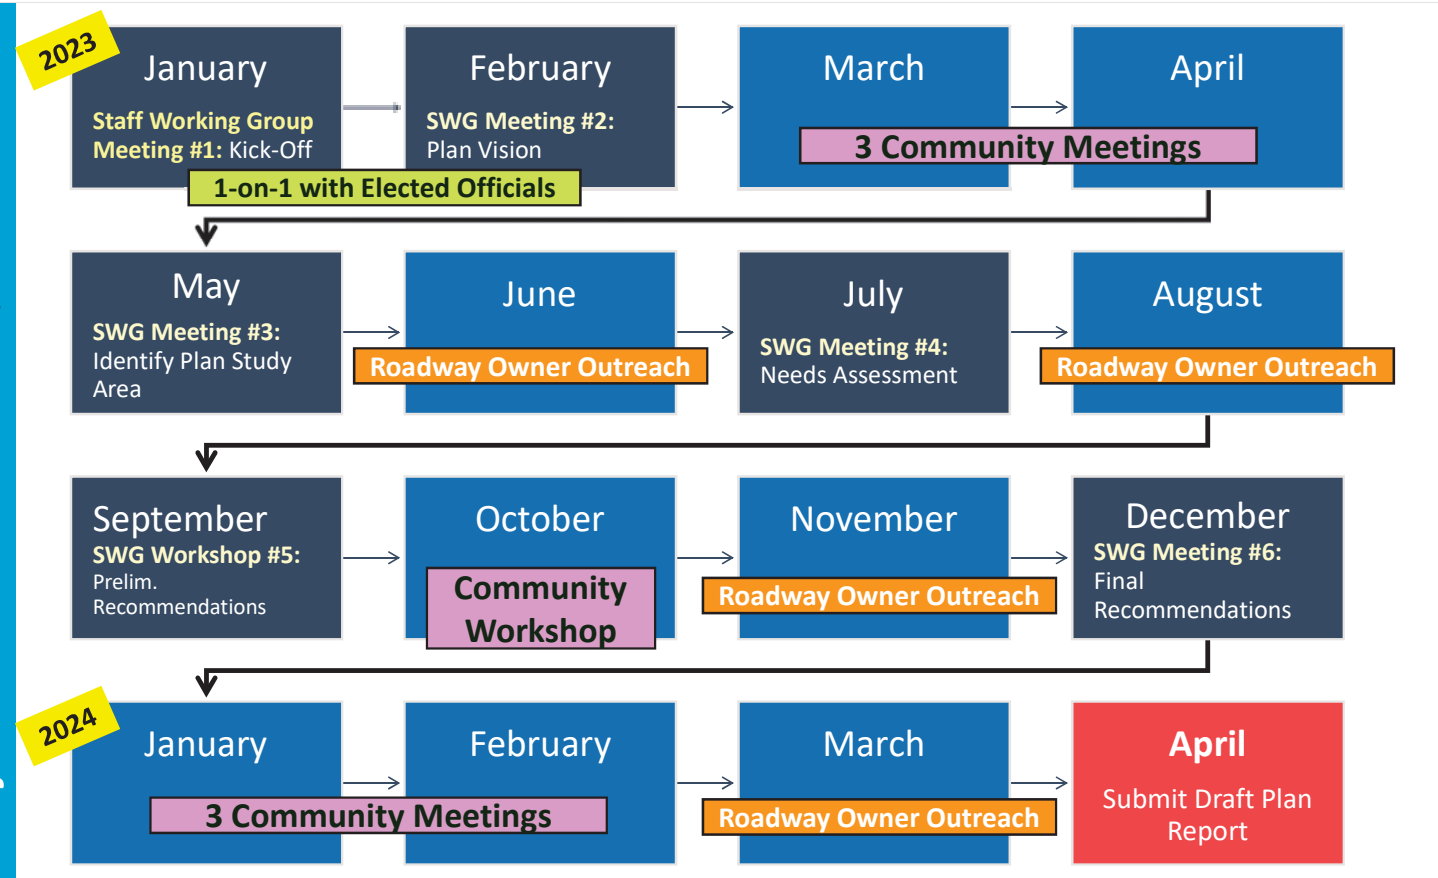 2023
January
Staff Working Group
Meeting #1: Kick-Off
February
SWG Meeting #2:
Plan Vision
1-on-1 with Elected Officials
March
April
3 Community Meetings
May
SWG Meeting #3:
Identify Plan Study
Area
June
Roadway Owner Outreach
July
SWG Meeting #4:
Needs Assessment
August
Roadway Owner Outreach
September
SWG Workshop #5:
Prelim.
Recommendations
October
Community
Workshop
November
Roadway Owner Outreach
December
SWG Meeting #6:
Final
Recommendations
2024
January
February
3 Community Meetings
March
Roadway Owner Outreach
April
Submit Draft Plan
Report